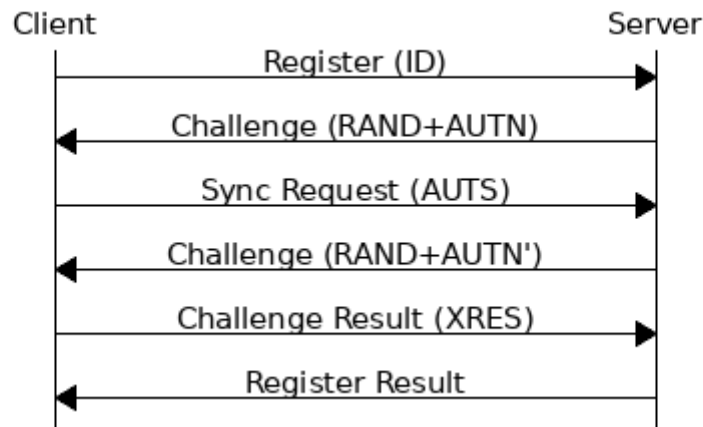 Client Server
Register (ID)
Challenge (RAND+AUTN)
Sync Request (AUTS)
Challenge (RAND+AUTN')
Challenge Result (XRES)
Register Result